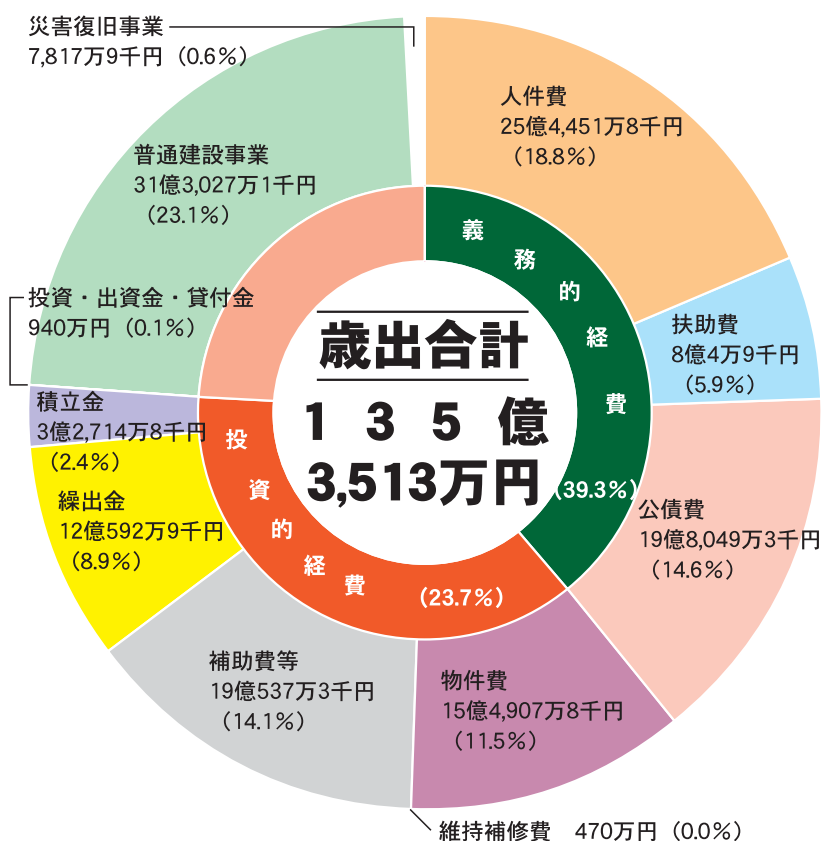 災害復旧事業
7,817万9千円（0.6%）
人件費
25億4,451万8千円
（18.8%）
普通建設事業
31億3,027万1千円
（23.1%）
義務的経費
（39.3%）
投資・出資金・貸付金
940万円（0.1%）
扶助費
8億4万9千円
（5.9%）
歳出合計
135億
3,513万円
積立金
3億2,714万8千円
（2.4%）
投資的経費
（23.7%）
繰出金
12億592万9千円
（8.9%）
公債費
19億8,049万3千円
（14.6%）
補助費等
19億537万3千円
（14.1%）
物件費
15億4,907万8千円
（11.5%）
維持補修費　470万円（0.0%）